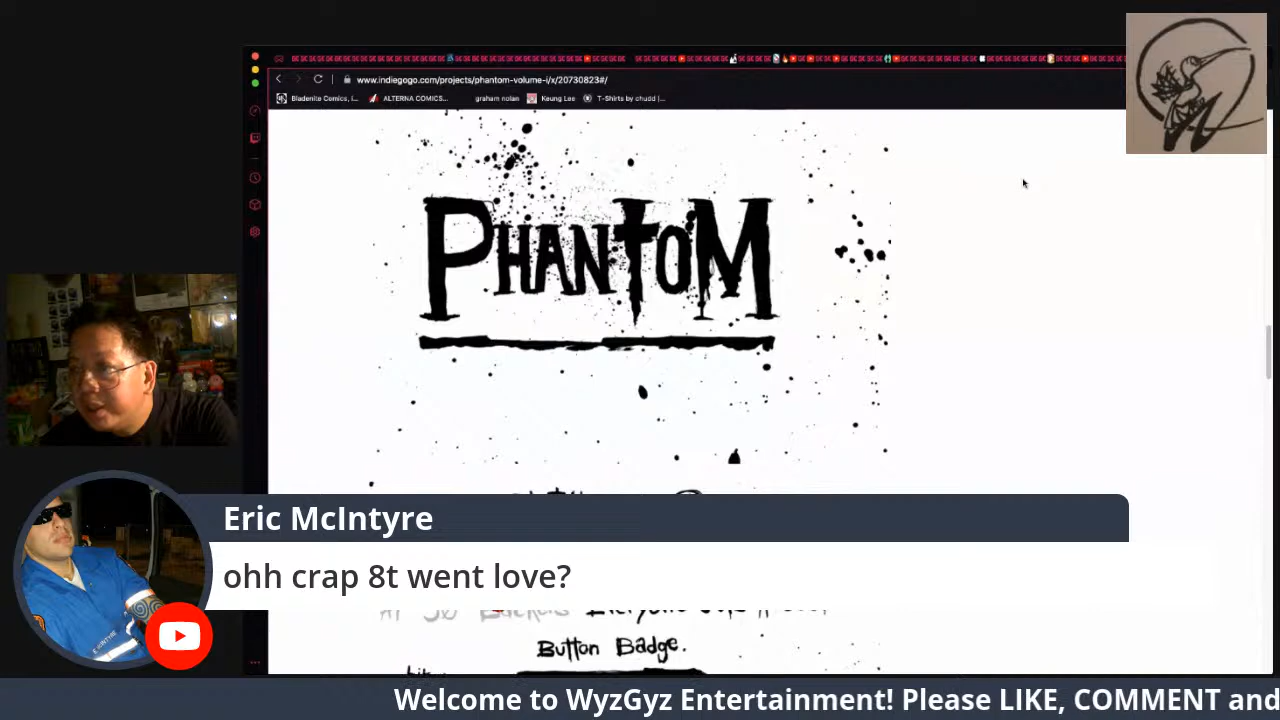 www.indiegogo.com/projects/phantom-volume-i/x/20730823#/
Bladenite Comics, i... ALTERNA COMICS... graham nolan Keung Lee T-Shirts by chudd |...
PHANTOM
Eric McIntyre
ohh crap 8t went love?
Button Badge.
Welcome to WyzGyz Entertainment! Please LIKE, COMMENT and